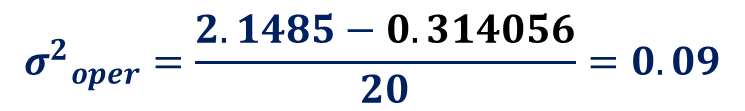 σ²oper = (2.1485 − 0.314056) / 20 = 0.09